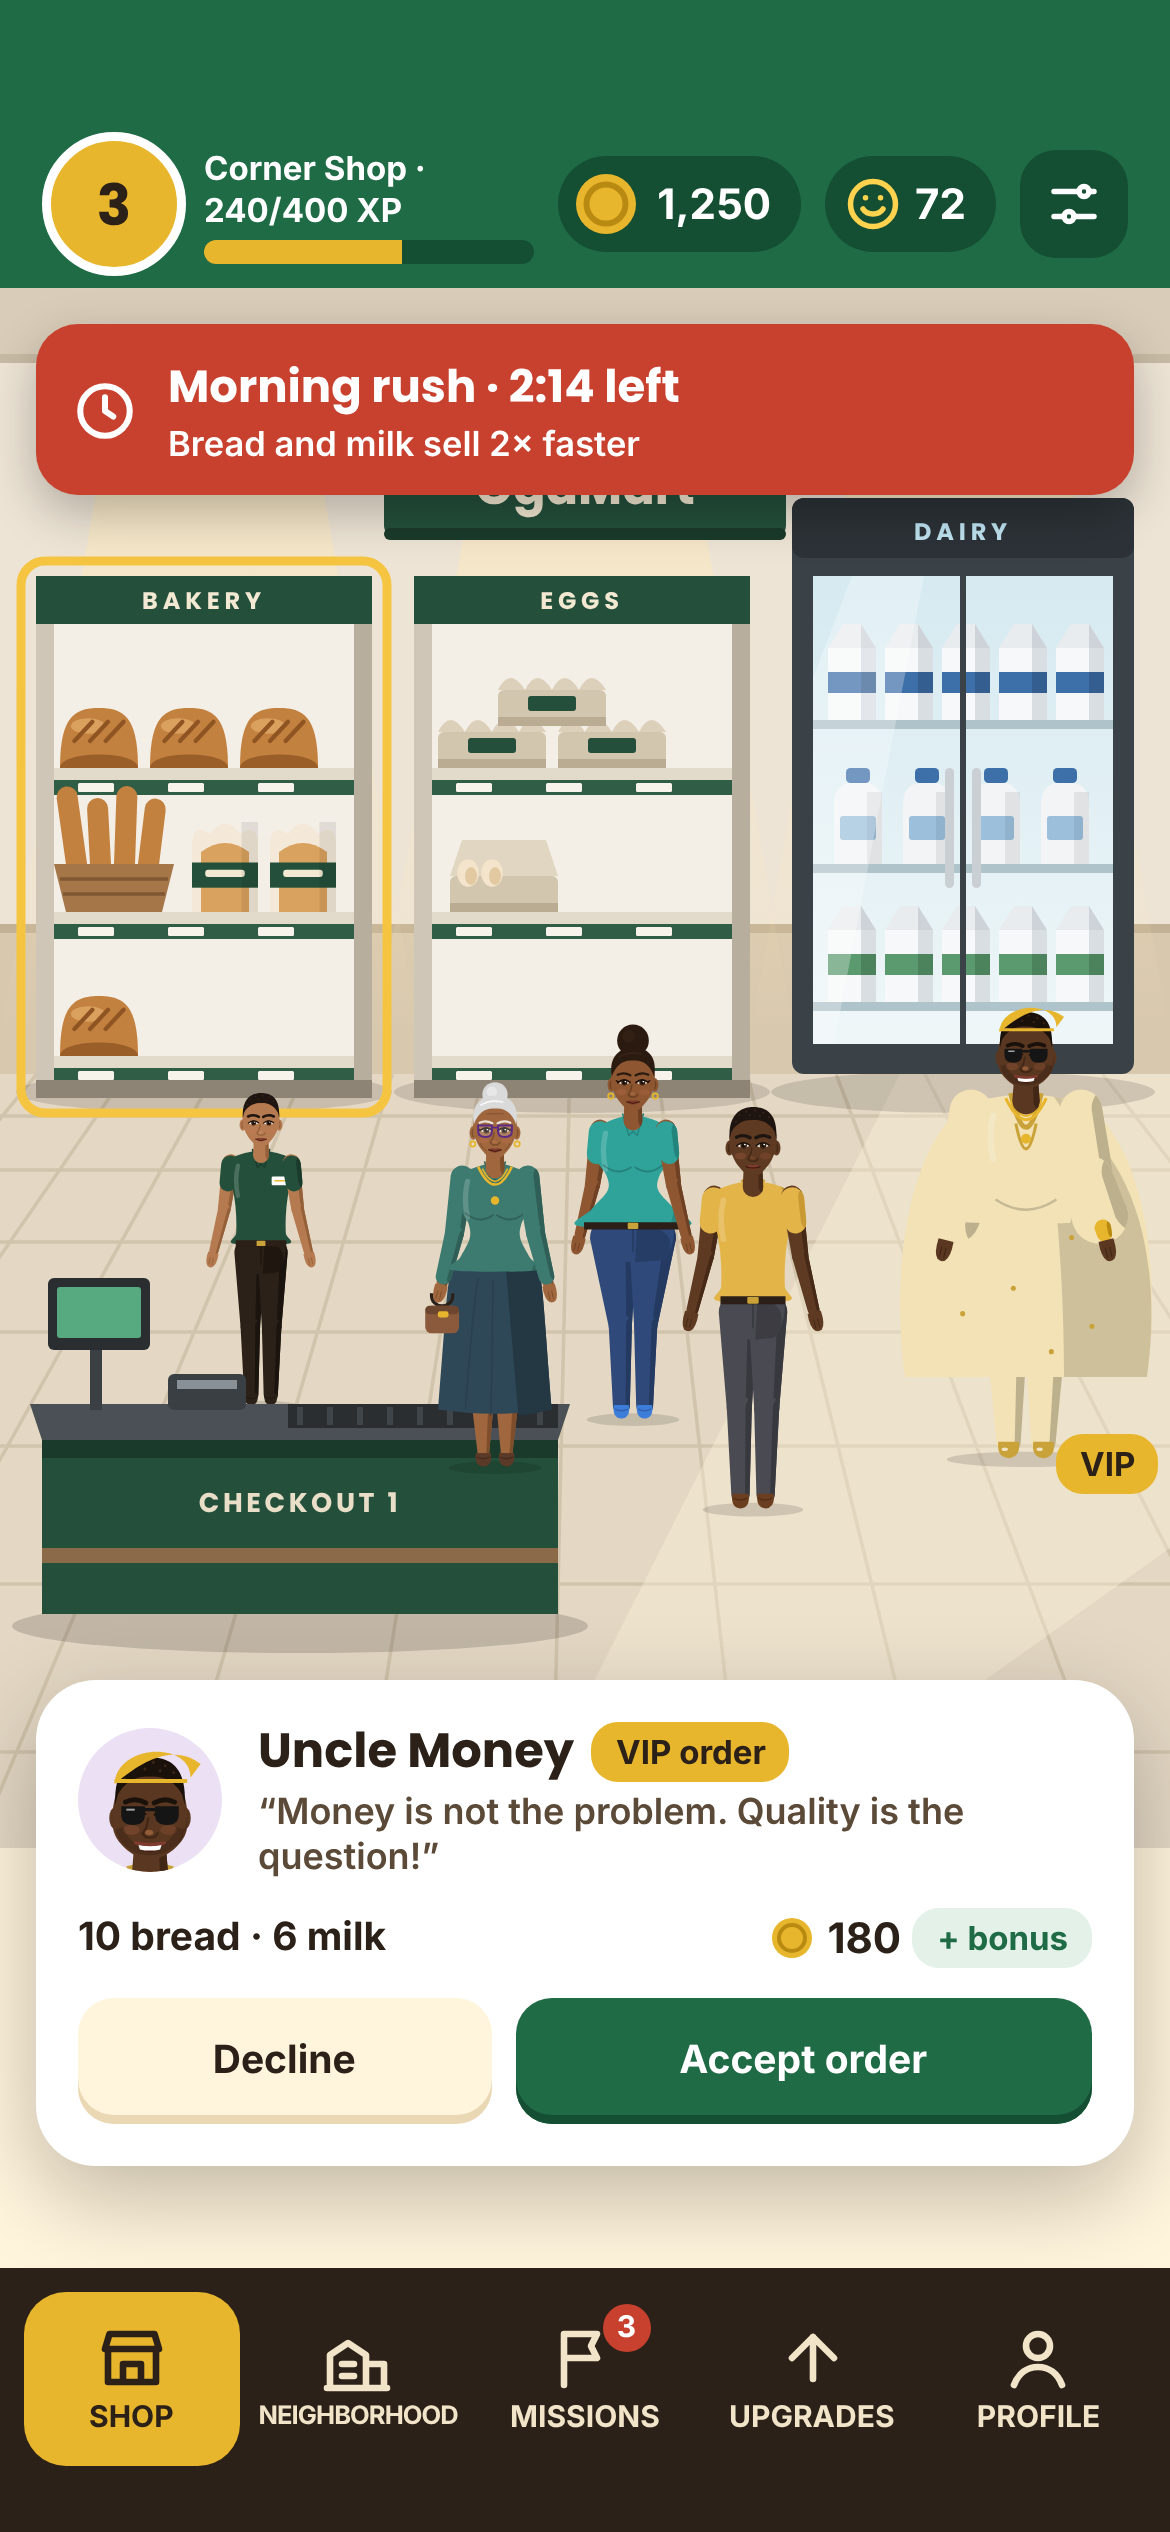 3
Corner Shop ·
240/400 XP
1,250
72
Morning rush · 2:14 left
Bread and milk sell 2× faster
OgaMart
DAIRY
BAKERY
EGGS
CHECKOUT 1
VIP
Uncle Money
VIP order
“Money is not the problem. Quality is the
question!”
10 bread · 6 milk
180
+ bonus
Decline
Accept order
3
SHOP
NEIGHBORHOOD
MISSIONS
UPGRADES
PROFILE